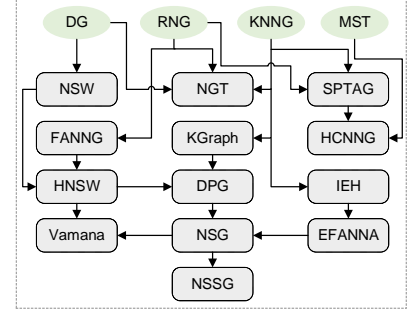 DG RNG KNNG MST
NSW NGT SPTAG
FANNG KGraph HCNNG
HNSW DPG IEH
Vamana NSG EFANNA
NSSG